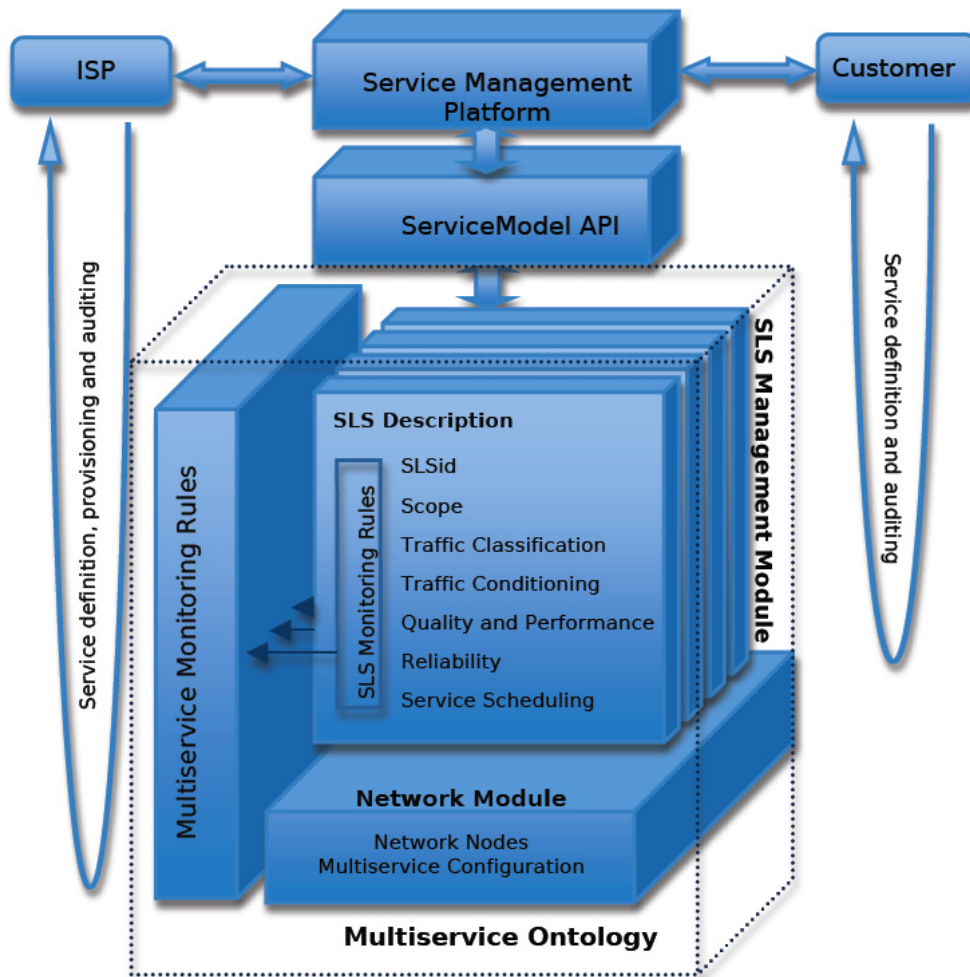 ISP
Service Management
Platform
Customer
ServiceModel API
Service definition, provisioning and auditing
Service definition and auditing
SLS Management Module
Multiservice Monitoring Rules
SLS Description
SLS Monitoring Rules
SLSid
Scope
Traffic Classification
Traffic Conditioning
Quality and Performance
Reliability
Service Scheduling
Network Module
Network Nodes
Multiservice Configuration
Multiservice Ontology